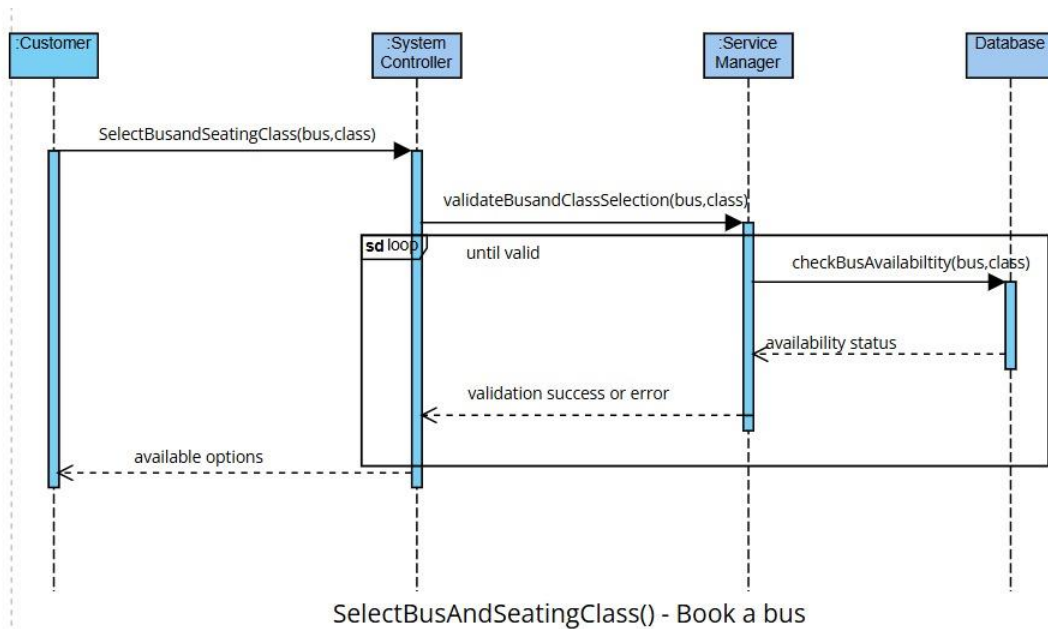 :Customer
:System
Controller
:Service
Manager
Database
SelectBusandSeatingClass(bus,class)
validateBusandClassSelection(bus,class)
sd loop
until valid
checkBusAvailabiltity(bus,class)
availability status
validation success or error
available options
SelectBusAndSeatingClass() - Book a bus